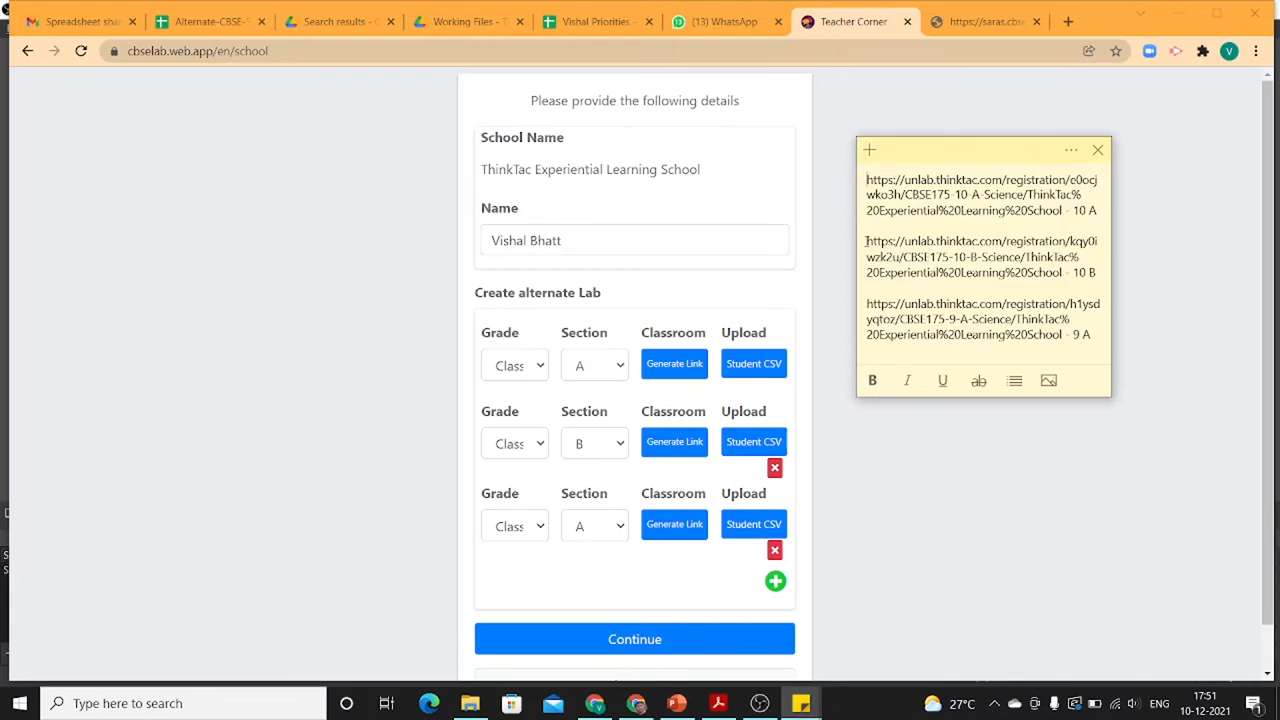 Spreadsheet shar
Alternate-CBSE-S
Search results - G
Working Files - T
Vishal Priorities -
(13) WhatsApp
Teacher Corner
https://saras.cbse
cbselab.web.app/en/school
V
Please provide the following details
School Name
ThinkTac Experiential Learning School
Name
Vishal Bhatt
Create alternate Lab
Grade Section Classroom Upload
Class A Generate Link Student CSV
Grade Section Classroom Upload
Class B Generate Link Student CSV
Grade Section Classroom Upload
Class A Generate Link Student CSV
Continue
https://unlab.thinktac.com/registration/e0ocj
wko3h/CBSE175-10-A-Science/ThinkTac%
20Experiential%20Learning%20School - 10 A
https://unlab.thinktac.com/registration/kqy0i
wzk2u/CBSE175-10-B-Science/ThinkTac%
20Experiential%20Learning%20School - 10 B
https://unlab.thinktac.com/registration/h1ysd
yqtoz/CBSE175-9-A-Science/ThinkTac%
20Experiential%20Learning%20School - 9 A
B I U ab
Type here to search
27°C
ENG
17:51
10-12-2021